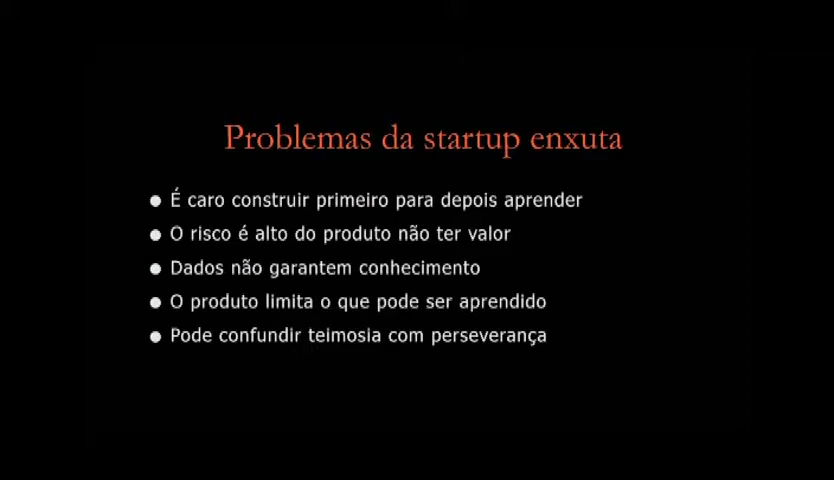 Problemas da startup enxuta
● É caro construir primeiro para depois aprender
● O risco é alto do produto não ter valor
● Dados não garantem conhecimento
● O produto limita o que pode ser aprendido
● Pode confundir teimosia com perseverança